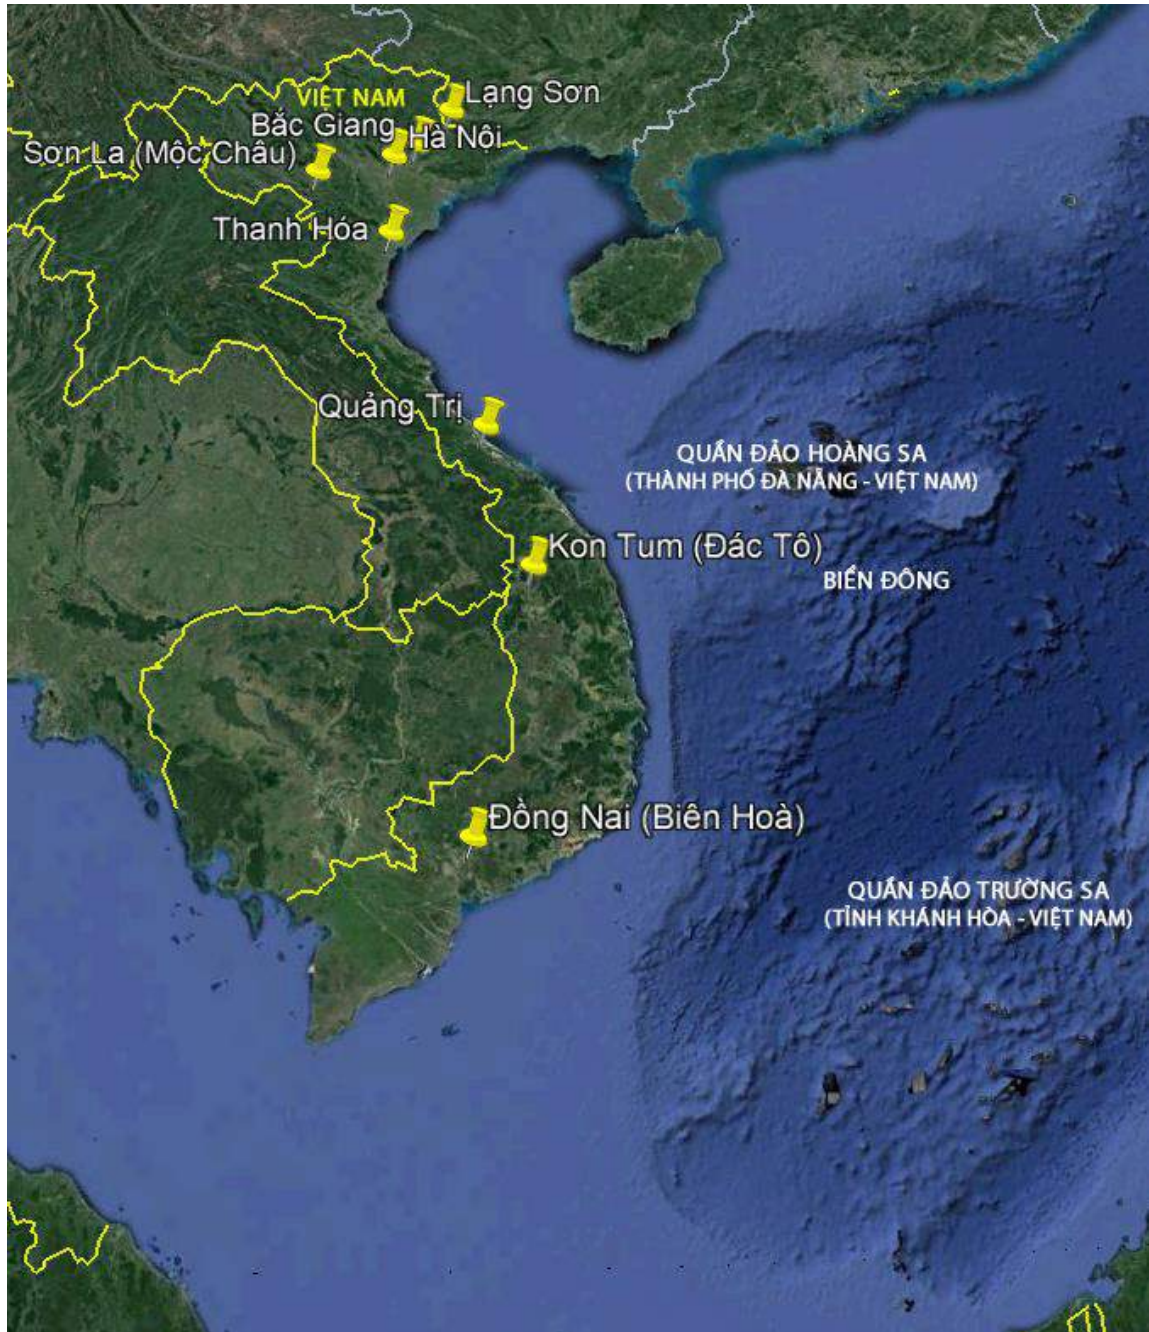 Lạng Sơn
VIỆT NAM
Bắc Giang
Hà Nội
Sơn La (Mộc Châu)
Thanh Hóa
Quảng Trị
QUẦN ĐẢO HOÀNG SA
(THÀNH PHỐ ĐÀ NẴNG - VIỆT NAM)
Kon Tum (Đác Tô)
BIỂN ĐÔNG
Đồng Nai (Biên Hoà)
QUẦN ĐẢO TRƯỜNG SA
(TỈNH KHÁNH HÒA - VIỆT NAM)